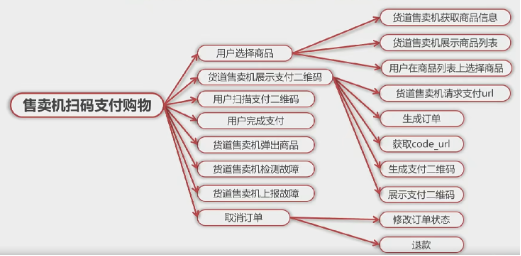 售卖机扫码支付购物
用户选择商品
货道售卖机获取商品信息
货道售卖机展示商品列表
用户在商品列表上选择商品
货道售卖机展示支付二维码
货道售卖机请求支付url
生成订单
获取code_url
生成支付二维码
展示支付二维码
用户扫描支付二维码
用户完成支付
货道售卖机弹出商品
货道售卖机检测故障
货道售卖机上报故障
取消订单
修改订单状态
退款